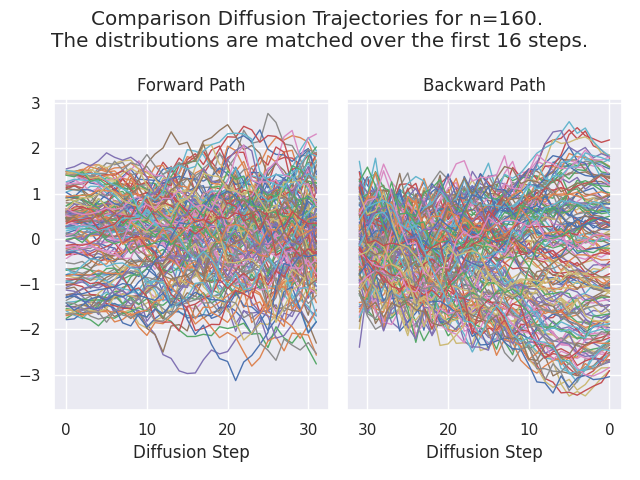 Comparison Diffusion Trajectories for n=160.
The distributions are matched over the first 16 steps.
Forward Path
Backward Path
3
2
1
0
−1
−2
−3
0 10 20 30
30 20 10 0
Diffusion Step
Diffusion Step